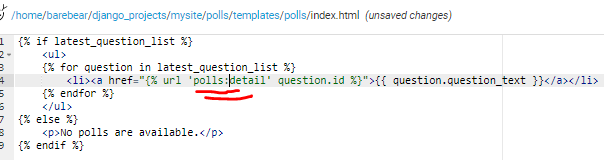 /home/barebear/django_projects/mysite/polls/templates/polls/index.html (unsaved changes)
1 {% if latest_question_list %}
2 <ul>
3 {% for question in latest_question_list %}
4 <li><a href="{% url 'polls:detail' question.id %}">{{ question.question_text }}</a></li>
5 {% endfor %}
6 </ul>
7 {% else %}
8 <p>No polls are available.</p>
9 {% endif %}